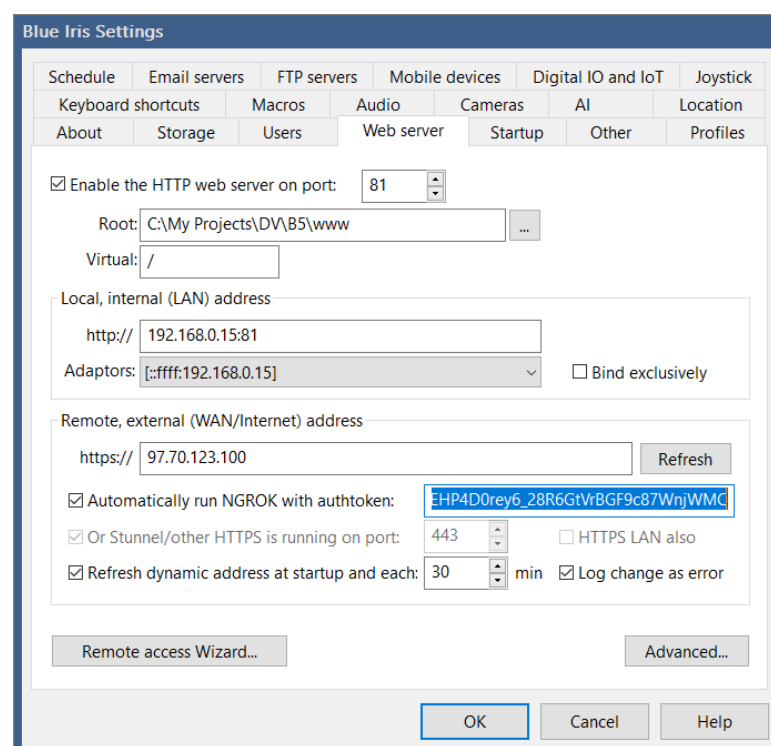 Blue Iris Settings
Schedule Email servers FTP servers Mobile devices Digital IO and IoT Joystick
Keyboard shortcuts Macros Audio Cameras AI Location
About Storage Users Web server Startup Other Profiles
Enable the HTTP web server on port: 81
Root: C:\My Projects\DV\B5\www ...
Virtual: /
Local, internal (LAN) address
http:// 192.168.0.15:81
Adaptors: [::ffff:192.168.0.15] Bind exclusively
Remote, external (WAN/Internet) address
https:// 97.70.123.100 Refresh
Automatically run NGROK with authtoken: EHP4D0rey6_28R6GtVrBGF9c87WnjWMC
Or Stunnel/other HTTPS is running on port: 443 HTTPS LAN also
Refresh dynamic address at startup and each: 30 min Log change as error
Remote access Wizard... Advanced...
OK Cancel Help